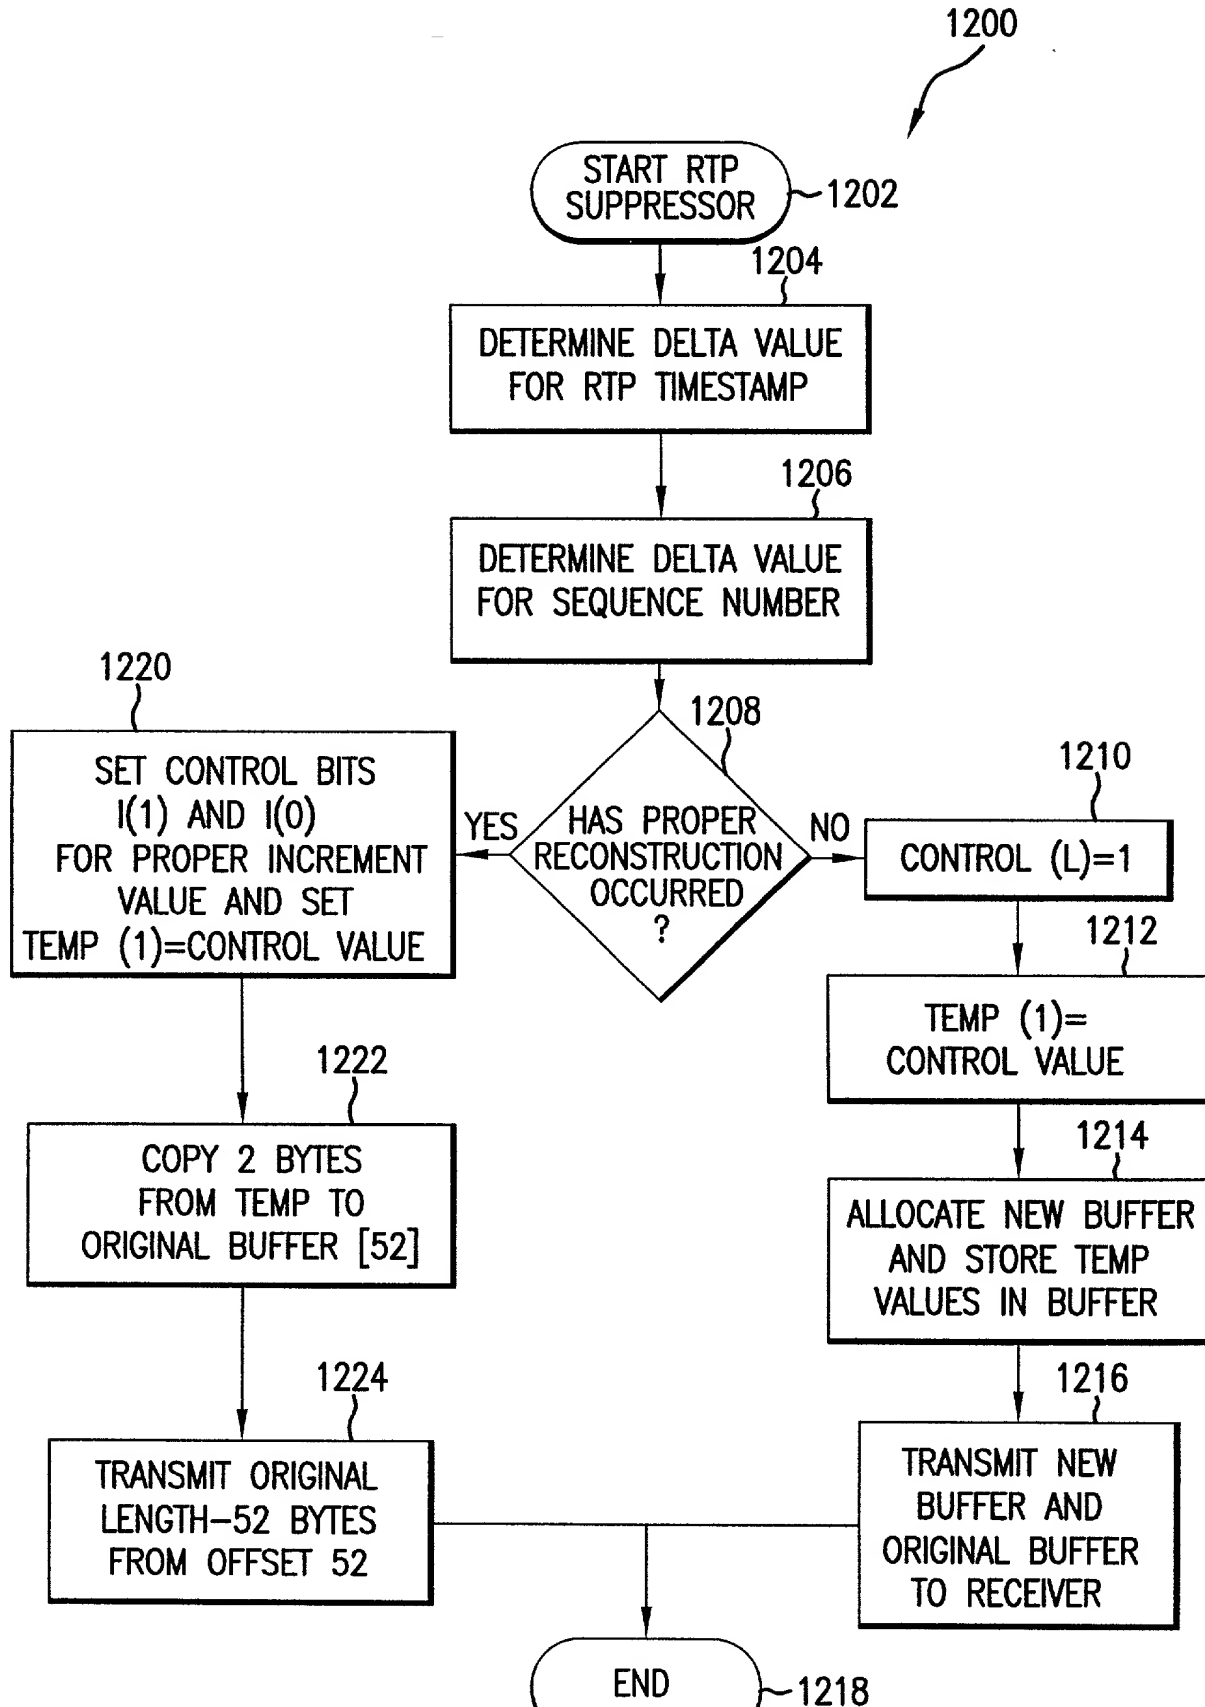 1200
START RTP
SUPPRESSOR
1202
1204
DETERMINE DELTA VALUE
FOR RTP TIMESTAMP
1206
DETERMINE DELTA VALUE
FOR SEQUENCE NUMBER
1208
HAS PROPER
RECONSTRUCTION
OCCURRED
?
YES
NO
1220
SET CONTROL BITS
I(1) AND I(0)
FOR PROPER INCREMENT
VALUE AND SET
TEMP (1)=CONTROL VALUE
1222
COPY 2 BYTES
FROM TEMP TO
ORIGINAL BUFFER [52]
1224
TRANSMIT ORIGINAL
LENGTH-52 BYTES
FROM OFFSET 52
1210
CONTROL (L)=1
1212
TEMP (1)=
CONTROL VALUE
1214
ALLOCATE NEW BUFFER
AND STORE TEMP
VALUES IN BUFFER
1216
TRANSMIT NEW
BUFFER AND
ORIGINAL BUFFER
TO RECEIVER
END
1218